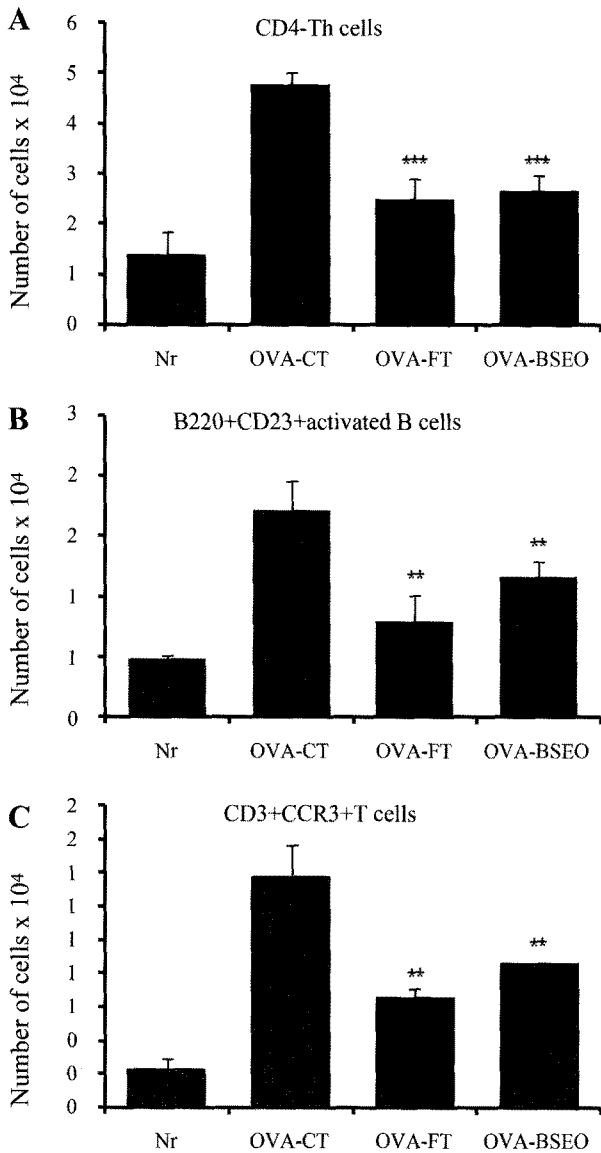 A
CD4-Th cells
Number of cells x 10⁴
6
5
4
3
2
1
0
***
***
Nr OVA-CT OVA-FT OVA-BSEO
B
B220+CD23+activated B cells
Number of cells x 10⁴
3
2
2
1
1
0
**
**
Nr OVA-CT OVA-FT OVA-BSEO
C
CD3+CCR3+T cells
Number of cells x 10⁴
2
2
1
1
1
1
1
0
0
0
**
**
Nr OVA-CT OVA-FT OVA-BSEO